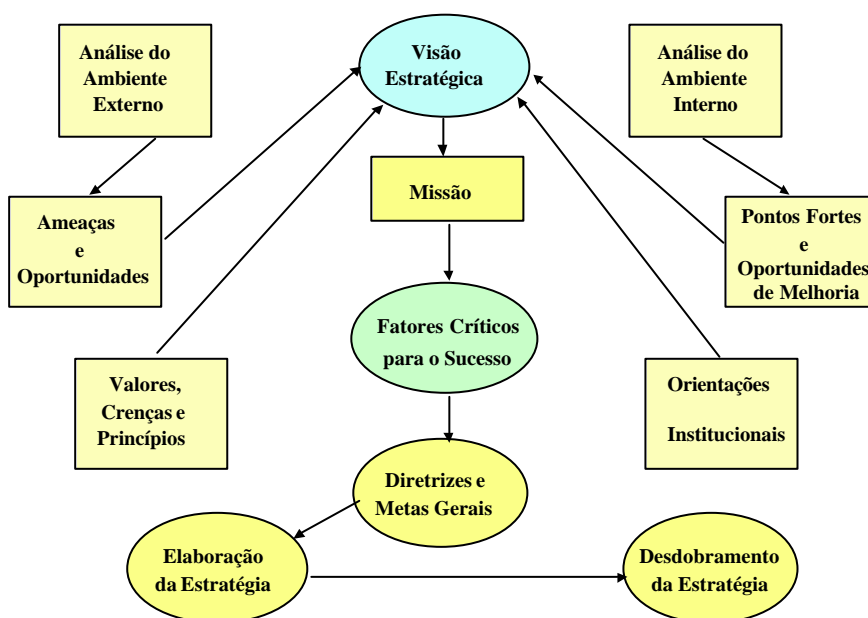 Análise do
Ambiente
Externo
Visão
Estratégica
Análise do
Ambiente
Interno
Missão
Ameaças
e
Oportunidades
Pontos Fortes
e
Oportunidades
de Melhoria
Fatores Críticos
para o Sucesso
Valores,
Crenças e
Princípios
Orientações
Institucionais
Diretrizes e
Metas Gerais
Elaboração
da Estratégia
Desdobramento
da Estratégia